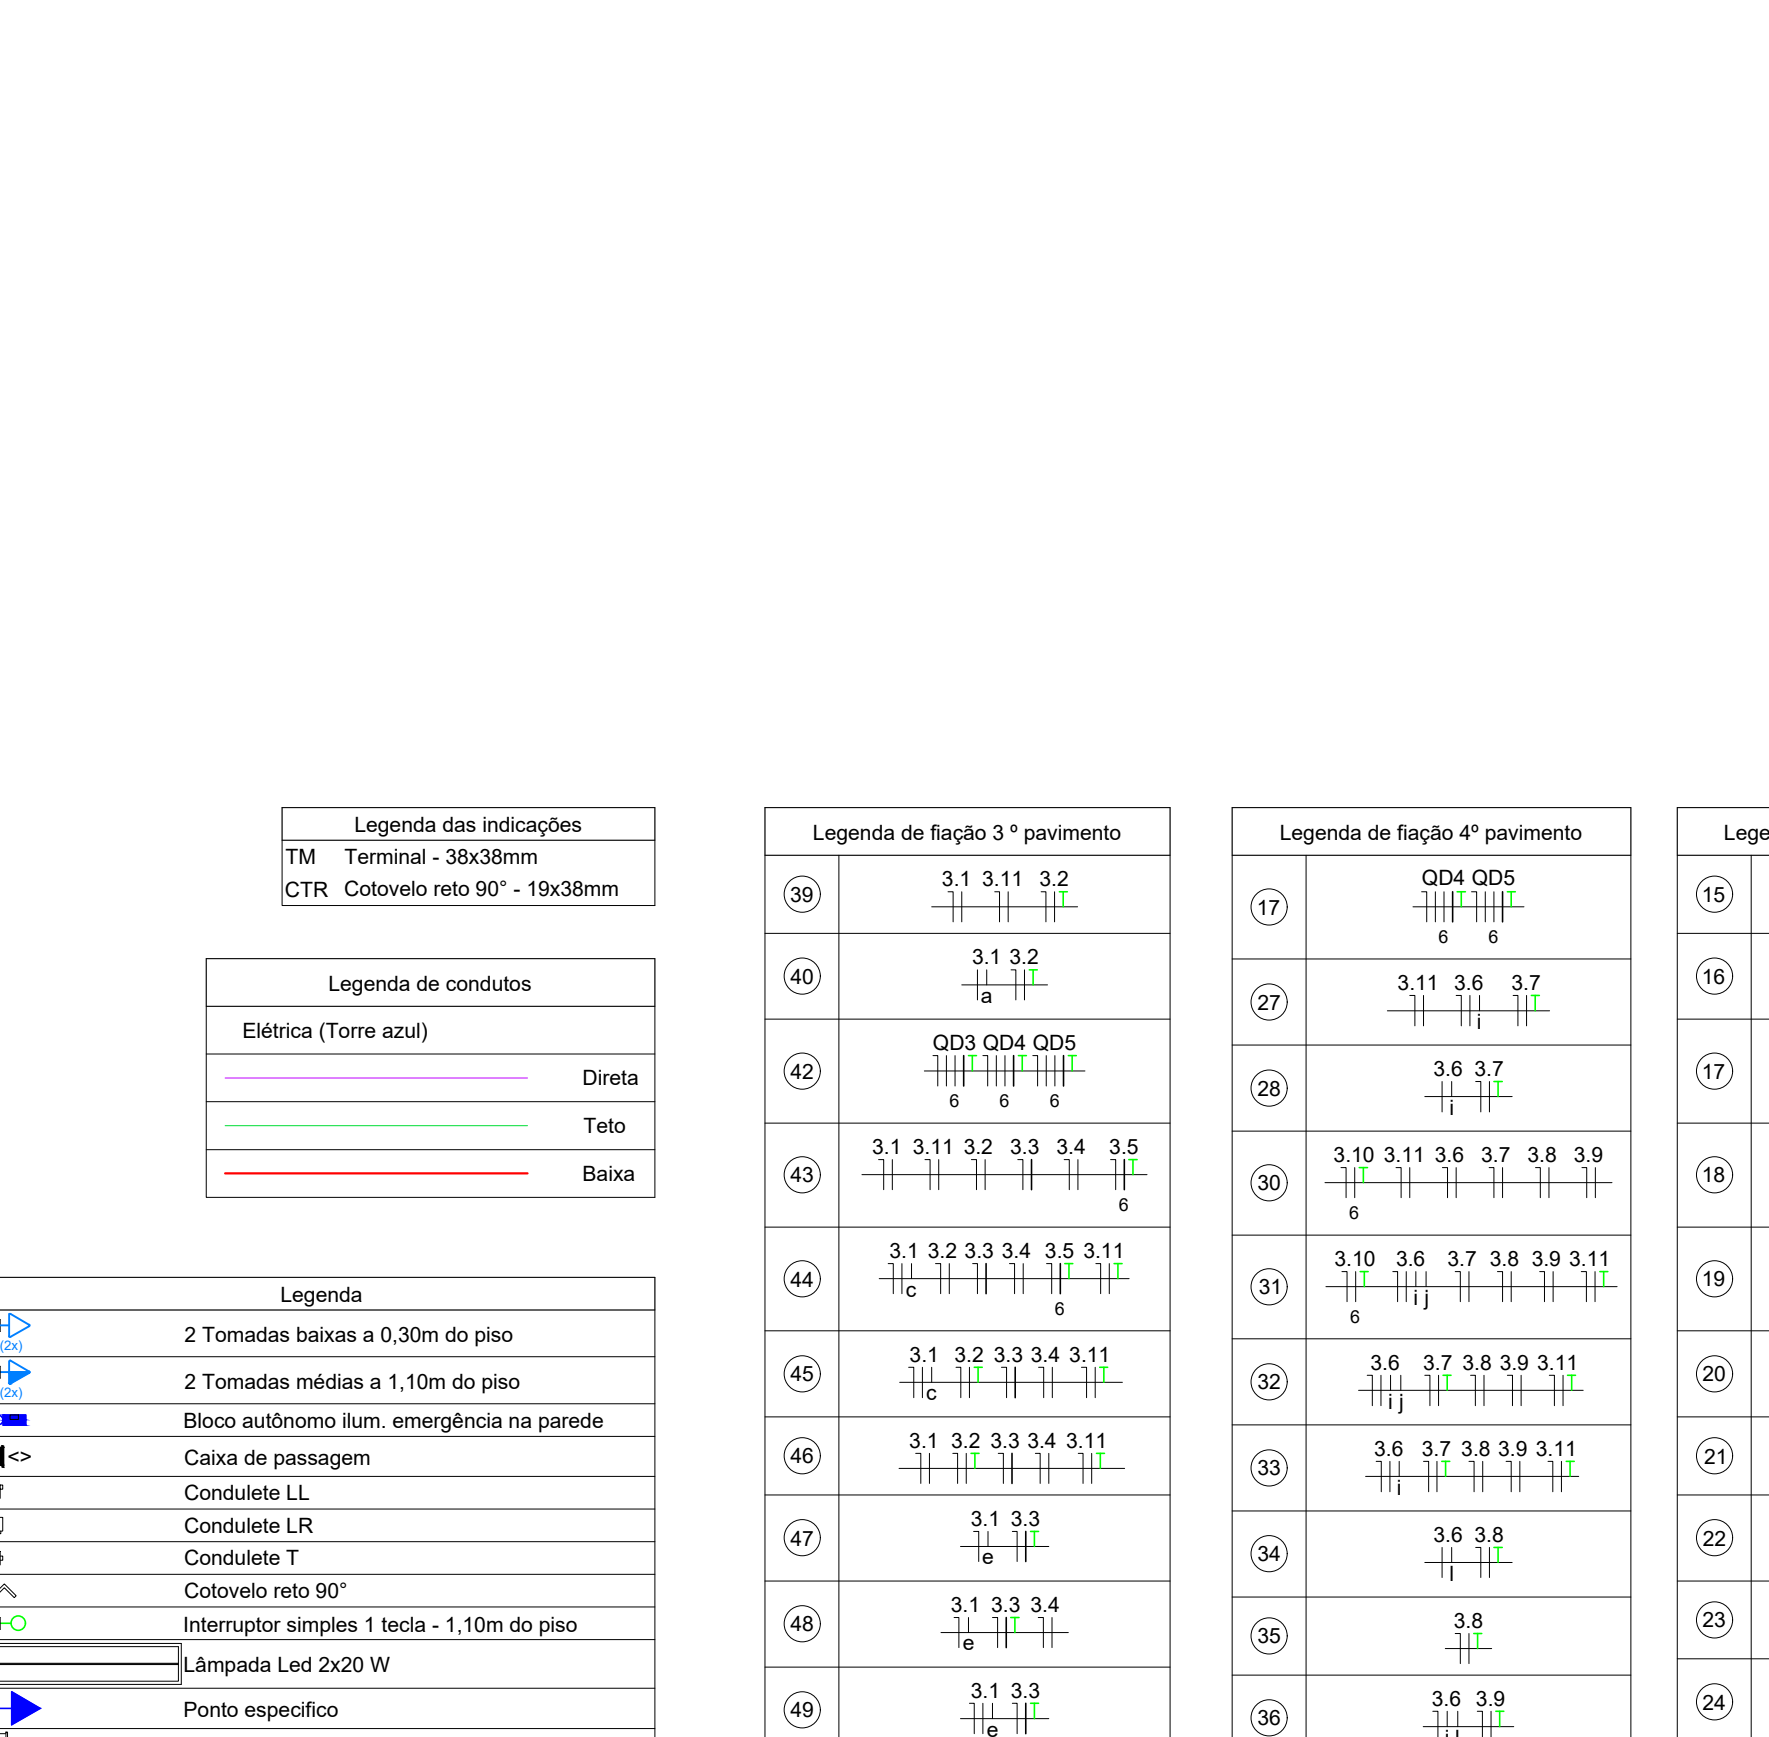 Legenda das indicações
TM Terminal - 38x38mm
CTR Cotovelo reto 90° - 19x38mm
Legenda de condutos
Elétrica (Torre azul)
Direta
Teto
Baixa
Legenda
(2x) 2 Tomadas baixas a 0,30m do piso
(2x) 2 Tomadas médias a 1,10m do piso
Bloco autônomo ilum. emergência na parede
<> Caixa de passagem
Condulete LL
Condulete LR
Condulete T
Cotovelo reto 90°
Interruptor simples 1 tecla - 1,10m do piso
Lâmpada Led 2x20 W
Ponto especifico
Legenda de fiação 3 º pavimento
39 3.1 3.11 3.2
40 3.1 3.2
a
42 QD3 QD4 QD5
6 6 6
43 3.1 3.11 3.2 3.3 3.4 3.5
6
44 3.1 3.2 3.3 3.4 3.5 3.11
c
6
45 3.1 3.2 3.3 3.4 3.11
c
46 3.1 3.2 3.3 3.4 3.11
47 3.1 3.3
e
48 3.1 3.3 3.4
e
49 3.1 3.3
e
Legenda de fiação 4º pavimento
17 QD4 QD5
6 6
27 3.11 3.6 3.7
i
28 3.6 3.7
i
30 3.10 3.11 3.6 3.7 3.8 3.9
6
31 3.10 3.6 3.7 3.8 3.9 3.11
i j
6
32 3.6 3.7 3.8 3.9 3.11
i j
33 3.6 3.7 3.8 3.9 3.11
i
34 3.6 3.8
l
35 3.8
36 3.6 3.9
Lege
15
16
17
18
19
20
21
22
23
24